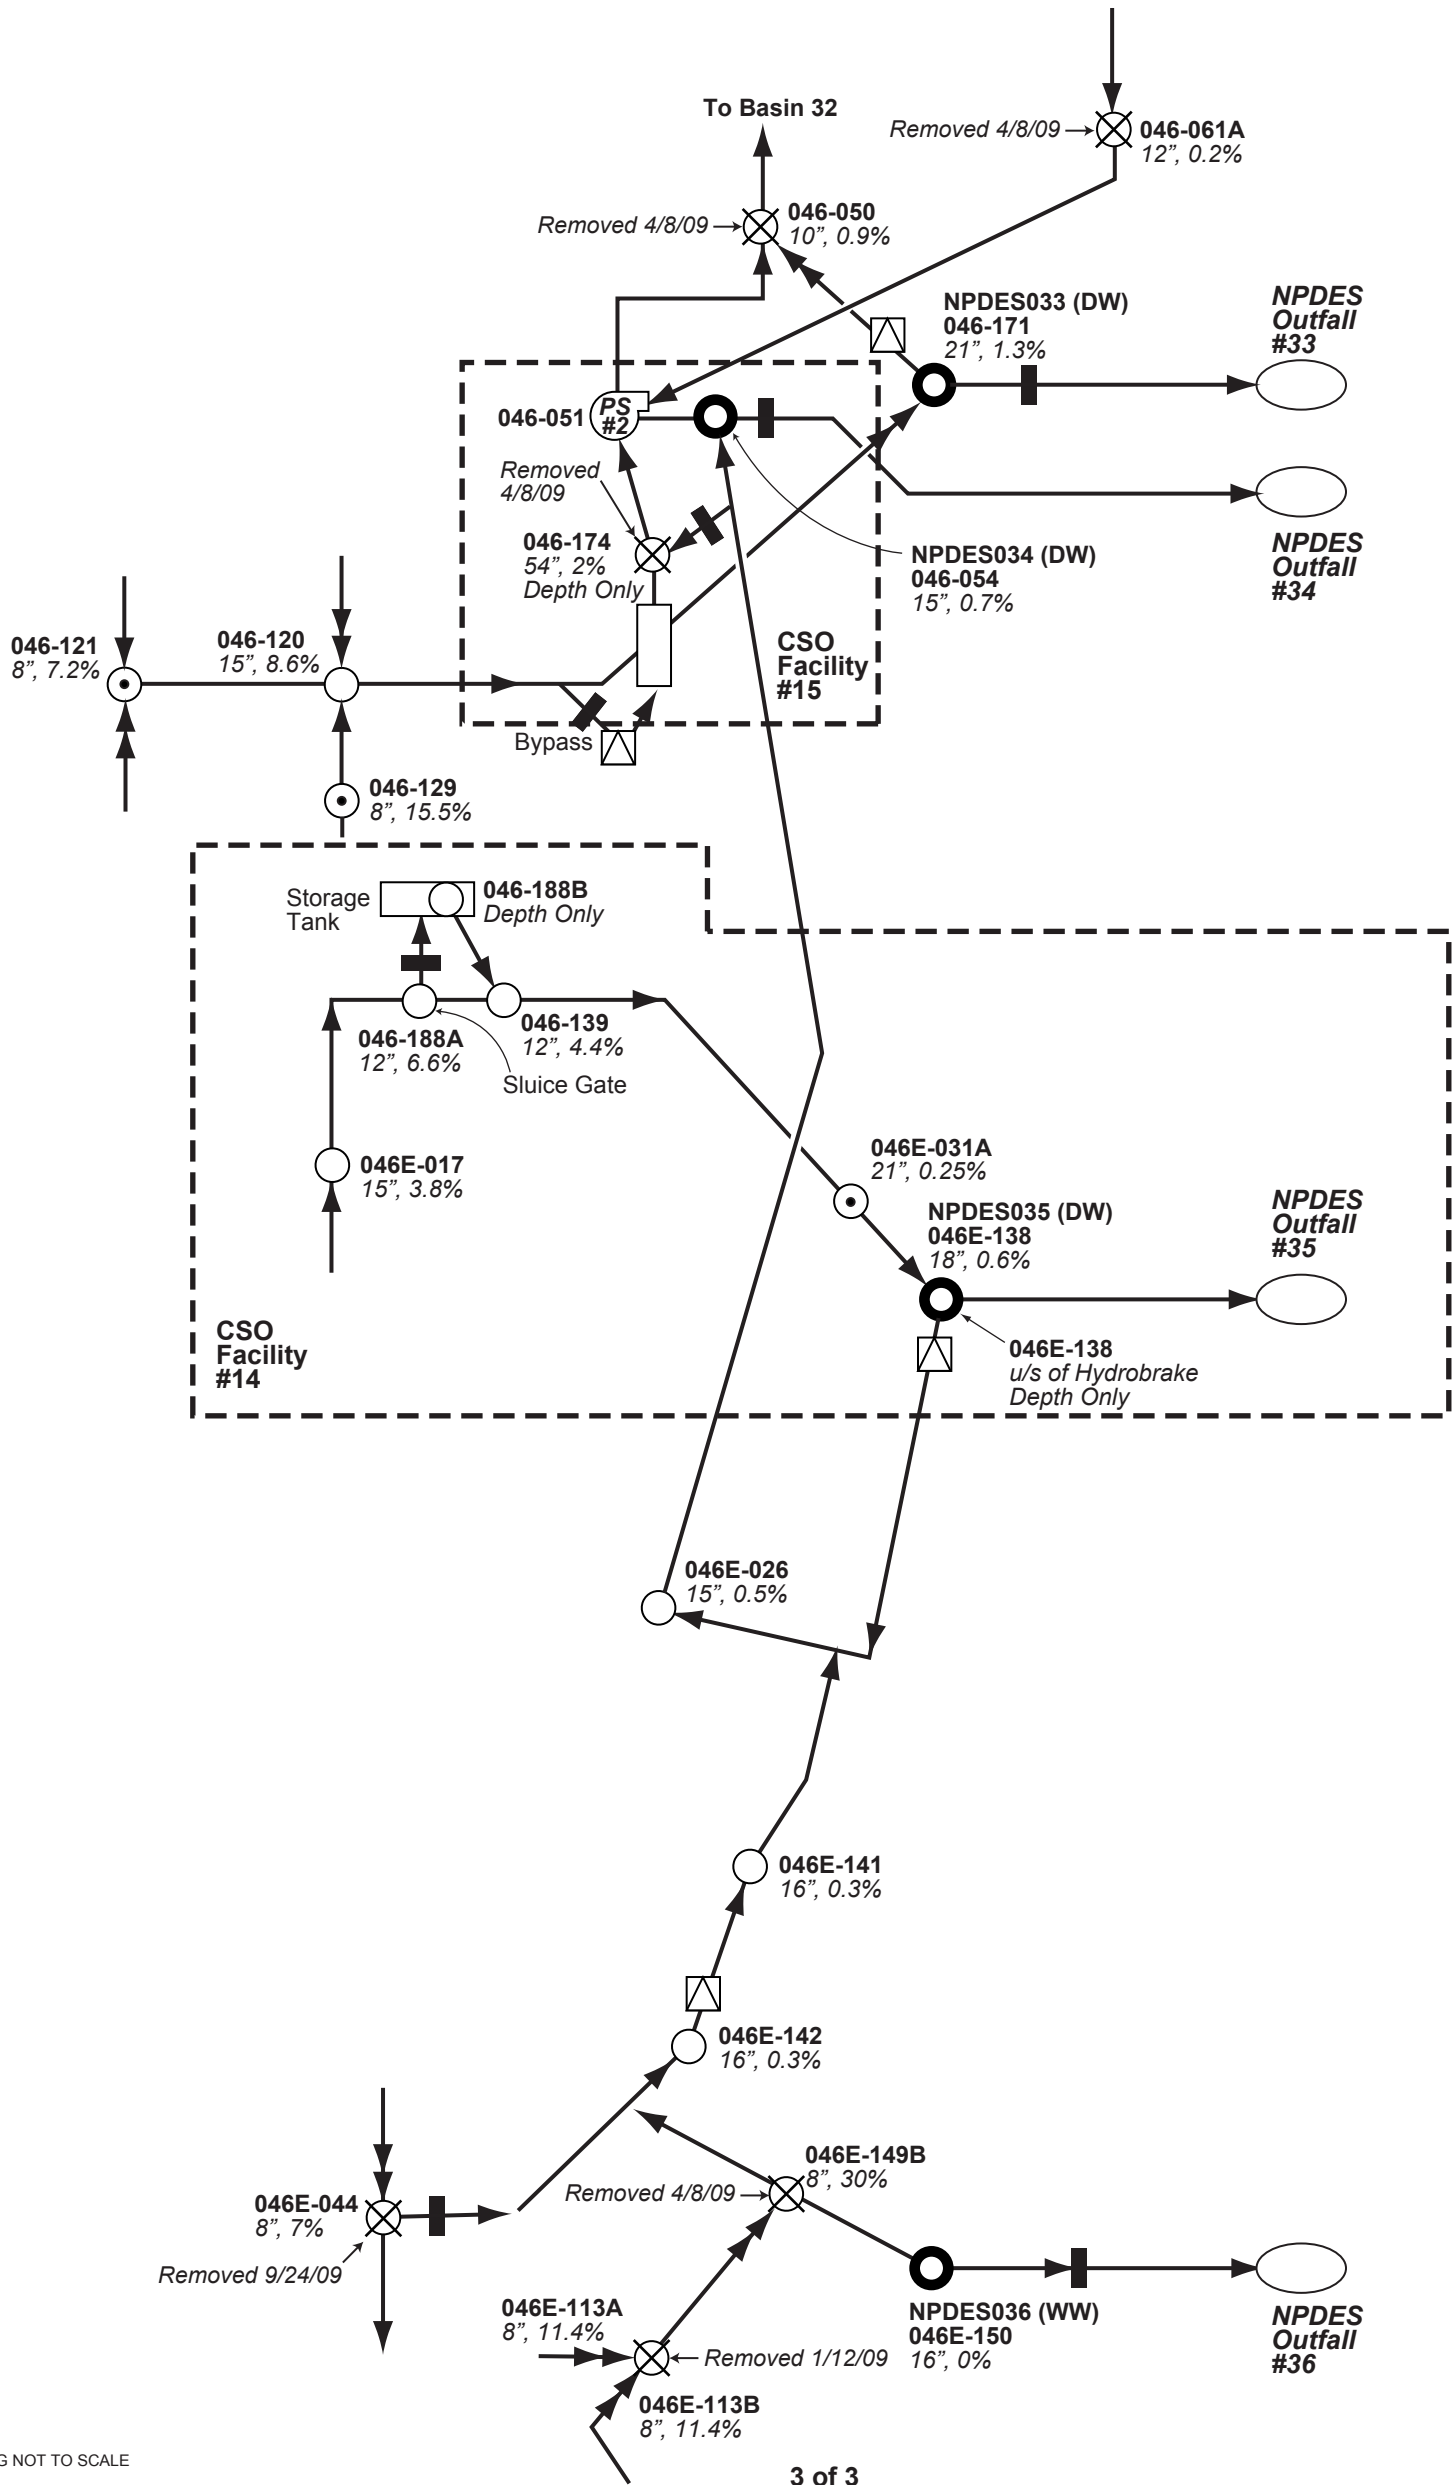 To Basin 32
Removed 4/8/09
046-061A
12”, 0.2%
Removed 4/8/09
046-050
10”, 0.9%
NPDES033 (DW)
046-171
21”, 1.3%
NPDES
Outfall
#33
046-051
PS
#2
Removed
4/8/09
046-174
54”, 2%
Depth Only
NPDES034 (DW)
046-054
15”, 0.7%
NPDES
Outfall
#34
CSO
Facility
#15
046-121
8”, 7.2%
046-120
15”, 8.6%
Bypass
046-129
8”, 15.5%
Storage
Tank
046-188B
Depth Only
046-188A
12”, 6.6%
046-139
12”, 4.4%
Sluice Gate
046E-017
15”, 3.8%
046E-031A
21”, 0.25%
NPDES035 (DW)
046E-138
18”, 0.6%
NPDES
Outfall
#35
CSO
Facility
#14
046E-138
u/s of Hydrobrake
Depth Only
046E-026
15”, 0.5%
046E-141
16”, 0.3%
046E-142
16”, 0.3%
046E-044
8”, 7%
Removed 9/24/09
046E-149B
8”, 30%
Removed 4/8/09
046E-113A
8”, 11.4%
Removed 1/12/09
046E-113B
8”, 11.4%
NPDES036 (WW)
046E-150
16”, 0%
NPDES
Outfall
#36
G NOT TO SCALE
3 of 3